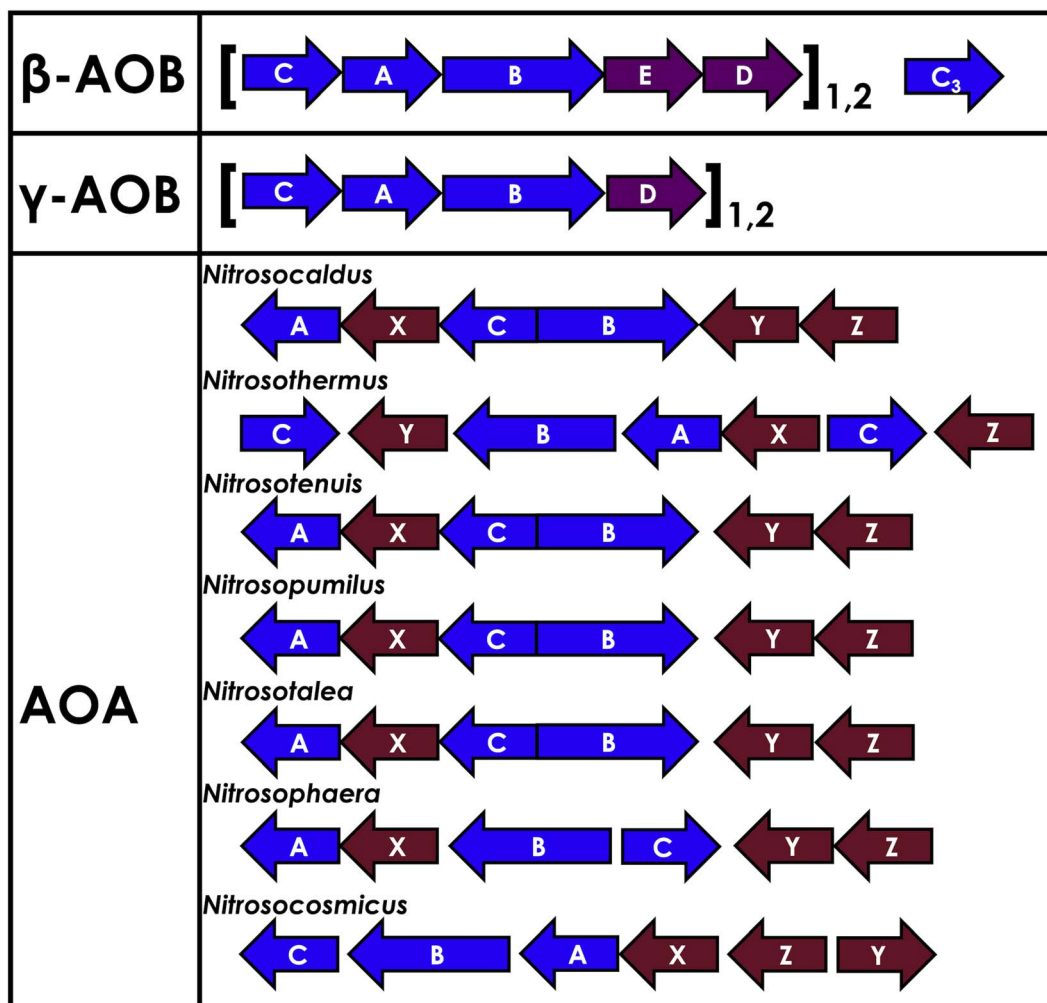 β-AOB [ C A B E D ]1,2 C3
γ-AOB [ C A B D ]1,2
AOA
Nitrosocaldus
A X C B Y Z
Nitrosothermus
C Y B A X C Z
Nitrosotenuis
A X C B Y Z
Nitrosopumilus
A X C B Y Z
Nitrosotalea
A X C B Y Z
Nitrosophaera
A X B C Y Z
Nitrosocosmicus
C B A X Z Y